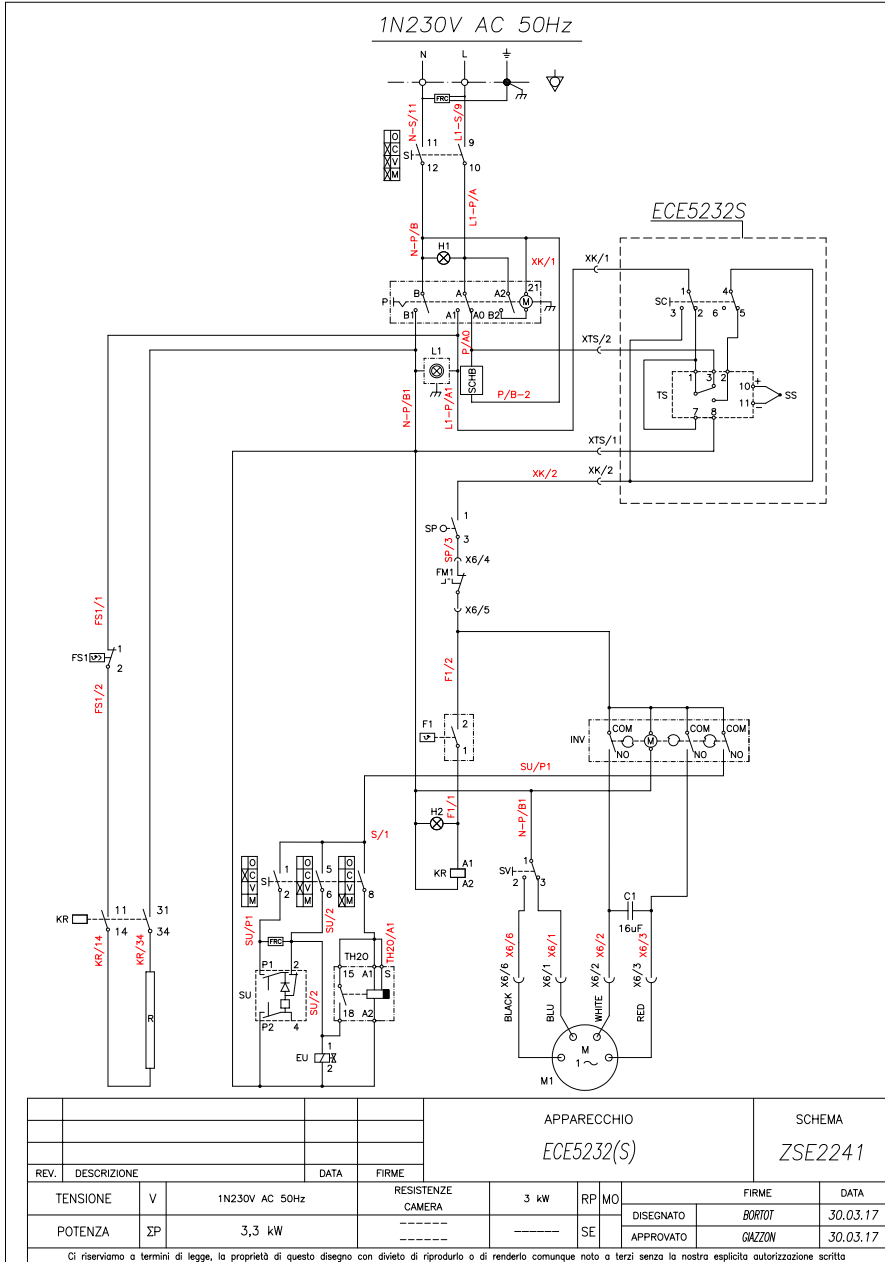 1N230V AC 50Hz
N L
FRC
N-S/11 L1-S/9
O
X C
X V
X M
S 11 9
12 10
N-P/B L1-P/A
ECE5232S
H1 XK/1 XK/1
P B A A2 21
M
B1 A1 A0 B2
SC 1 4
3 2 6 5
P/A0 XTS/2
L1
SCHB
N-P/B1 L1-P/A1 P/B-2
TS 1 3 2
10 +
11 -
SS
7 8
XTS/1
XK/2 XK/2
SP 1
3
SP/3 X6/4
FM1
X6/5
FS1/1
FS1 1
2
FS1/2
F1/2
F1 2
1
INV COM M COM COM
NO NO NO
SU/P1
F1/1 N-P/B1
H2
S/1
KR A1
A2
SV 1
2 3
O
X C
V
M
S 1
2
O
C
X V
M
5
6
O
X C
V
M
8
C1
16uF
KR 11 31
14 34
KR/14 KR/34
SU/P1 SU/2 TH2O/A1
FRC
X6/6 X6/1 X6/2 X6/3
X6/6 X6/1 X6/2 X6/3
TH2O
15 A1 S
18 A2
P1 2
SU
P2 4
SU/2
R
BLACK BLU WHITE RED
EU 1
2
M
1~
M1
APPARECCHIO
ECE5232(S)
SCHEMA
ZSE2241
REV. DESCRIZIONE DATA FIRME
TENSIONE V 1N230V AC 50Hz
RESISTENZE
CAMERA
3 kW RP MO
FIRME DATA
DISEGNATO BORTOT 30.03.17
POTENZA ΣP 3,3 kW ------ ------ ------ SE
APPROVATO GIAZZON 30.03.17
Ci riserviamo a termini di legge, la proprietà di questo disegno con divieto di riprodurlo o di renderlo comunque noto a terzi senza la nostra esplicita autorizzazione scritta